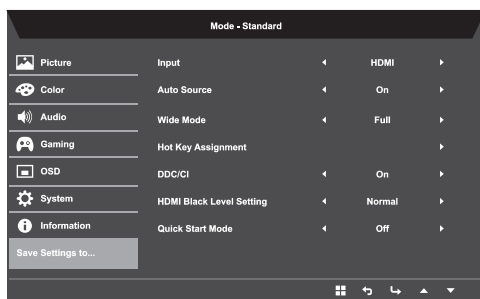 Mode - Standard
Picture
Color
Audio
Gaming
OSD
System
Information
Save Settings to...
Input HDMI
Auto Source On
Wide Mode Full
Hot Key Assignment
DDC/CI On
HDMI Black Level Setting Normal
Quick Start Mode Off